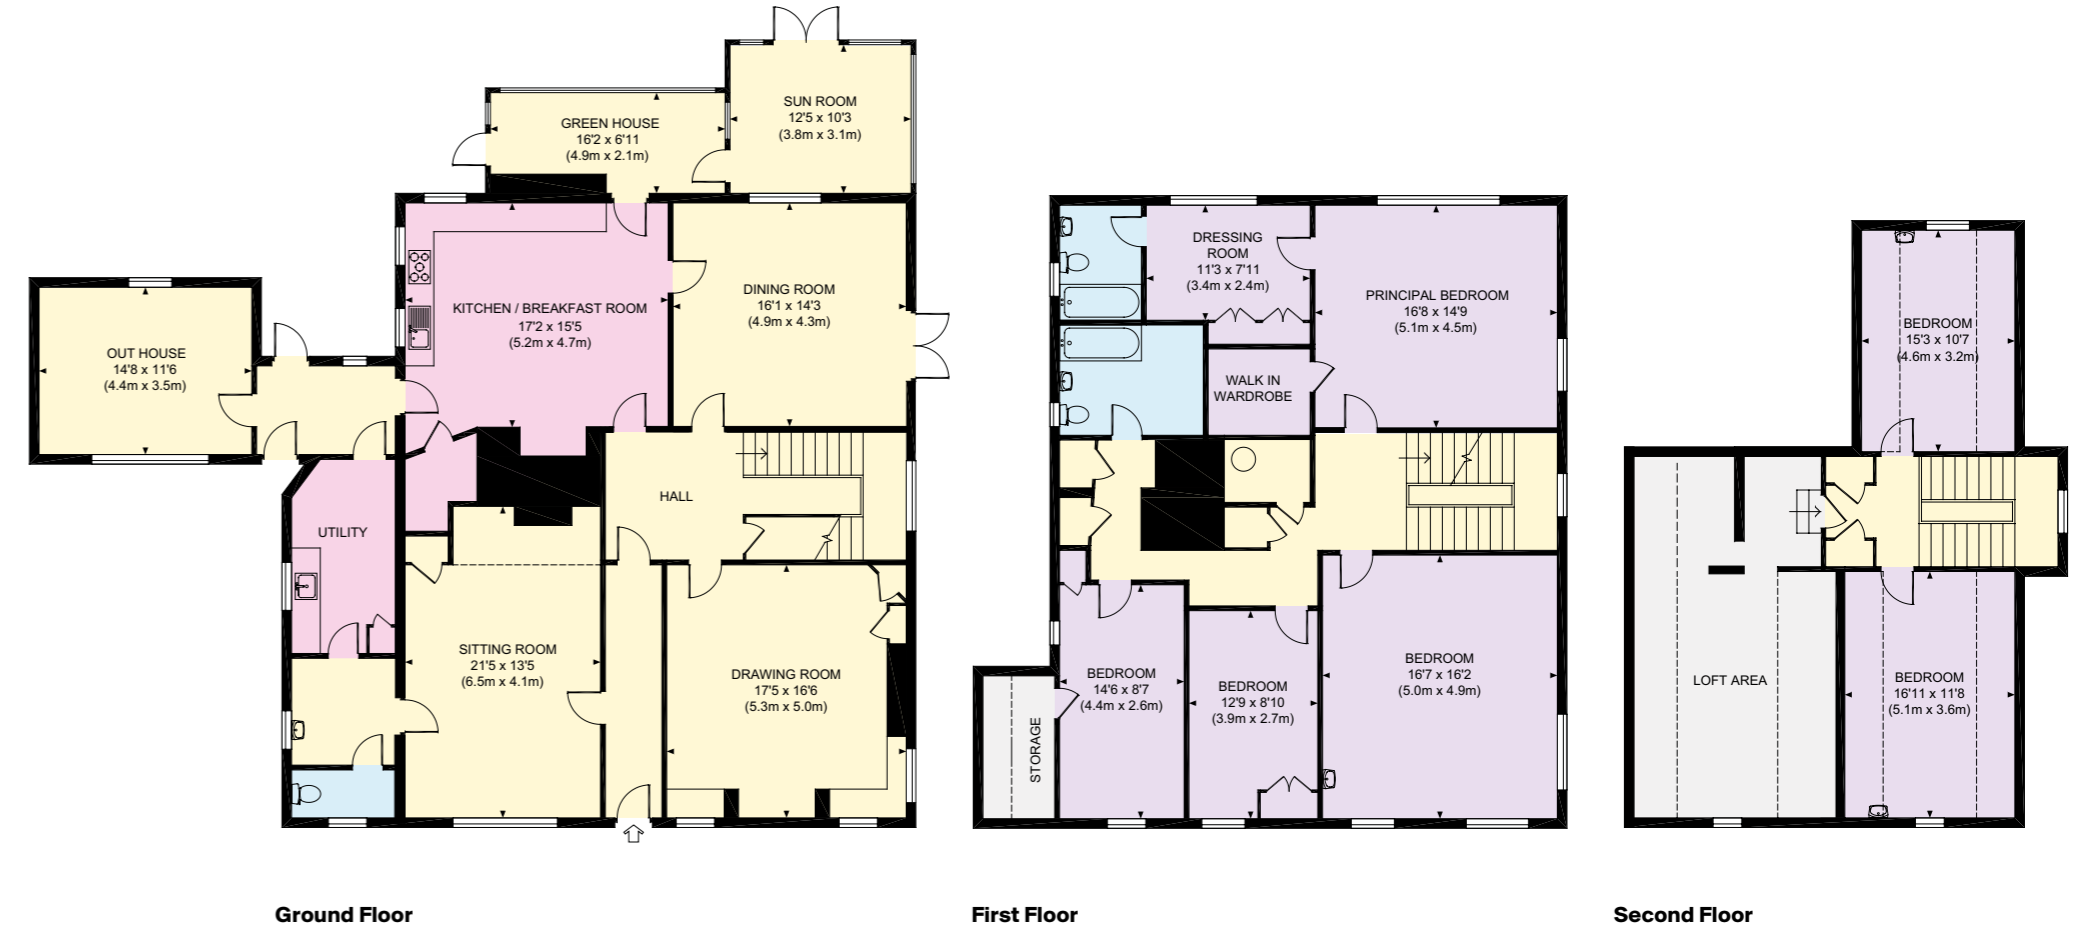 SUN ROOM
12'5 x 10'3
(3.8m x 3.1m)
GREEN HOUSE
16'2 x 6'11
(4.9m x 2.1m)
KITCHEN / BREAKFAST ROOM
17'2 x 15'5
(5.2m x 4.7m)
DINING ROOM
16'1 x 14'3
(4.9m x 4.3m)
OUT HOUSE
14'8 x 11'6
(4.4m x 3.5m)
HALL
UTILITY
SITTING ROOM
21'5 x 13'5
(6.5m x 4.1m)
DRAWING ROOM
17'5 x 16'6
(5.3m x 5.0m)
Ground Floor
DRESSING
ROOM
11'3 x 7'11
(3.4m x 2.4m)
PRINCIPAL BEDROOM
16'8 x 14'9
(5.1m x 4.5m)
WALK IN
WARDROBE
BEDROOM
14'6 x 8'7
(4.4m x 2.6m)
BEDROOM
12'9 x 8'10
(3.9m x 2.7m)
BEDROOM
16'7 x 16'2
(5.0m x 4.9m)
STORAGE
First Floor
BEDROOM
15'3 x 10'7
(4.6m x 3.2m)
LOFT AREA
BEDROOM
16'11 x 11'8
(5.1m x 3.6m)
Second Floor